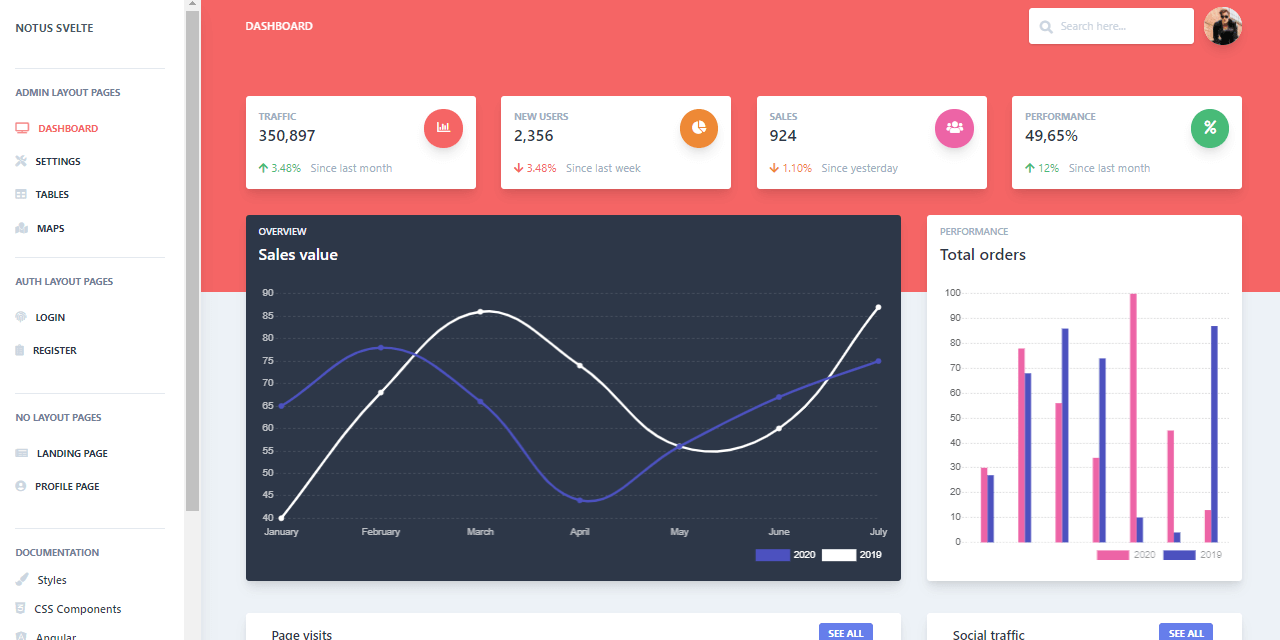 NOTUS SVELTE
ADMIN LAYOUT PAGES
DASHBOARD
SETTINGS
TABLES
MAPS
AUTH LAYOUT PAGES
LOGIN
REGISTER
NO LAYOUT PAGES
LANDING PAGE
PROFILE PAGE
DOCUMENTATION
Styles
CSS Components
Angular
DASHBOARD
Search here...
TRAFFIC
350,897
3.48% Since last month
NEW USERS
2,356
3.48% Since last week
SALES
924
1.10% Since yesterday
PERFORMANCE
49,65%
12% Since last month
OVERVIEW
Sales value
90
85
80
75
70
65
60
55
50
45
40
January February March April May June July
2020 2019
PERFORMANCE
Total orders
100
90
80
70
60
50
40
30
20
10
0
2020 2019
Page visits
SEE ALL
Social traffic
SEE ALL